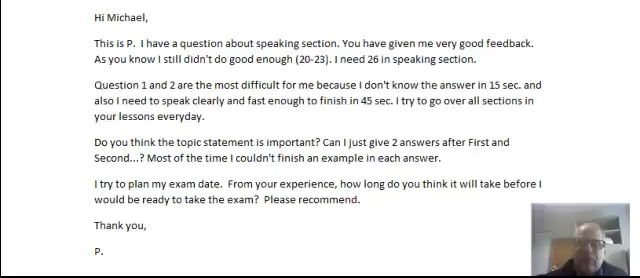 Hi Michael,
This is P.  I have a question about speaking section. You have given me very good feedback.
As you know I still didn't do good enough (20-23). I need 26 in speaking section.
Question 1 and 2 are the most difficult for me because I don't know the answer in 15 sec. and
also I need to speak clearly and fast enough to finish in 45 sec. I try to go over all sections in
your lessons everyday.
Do you think the topic statement is important? Can I just give 2 answers after First and
Second...? Most of the time I couldn't finish an example in each answer.
I try to plan my exam date.  From your experience, how long do you think it will take before I
would be ready to take the exam?  Please recommend.
Thank you,
P.